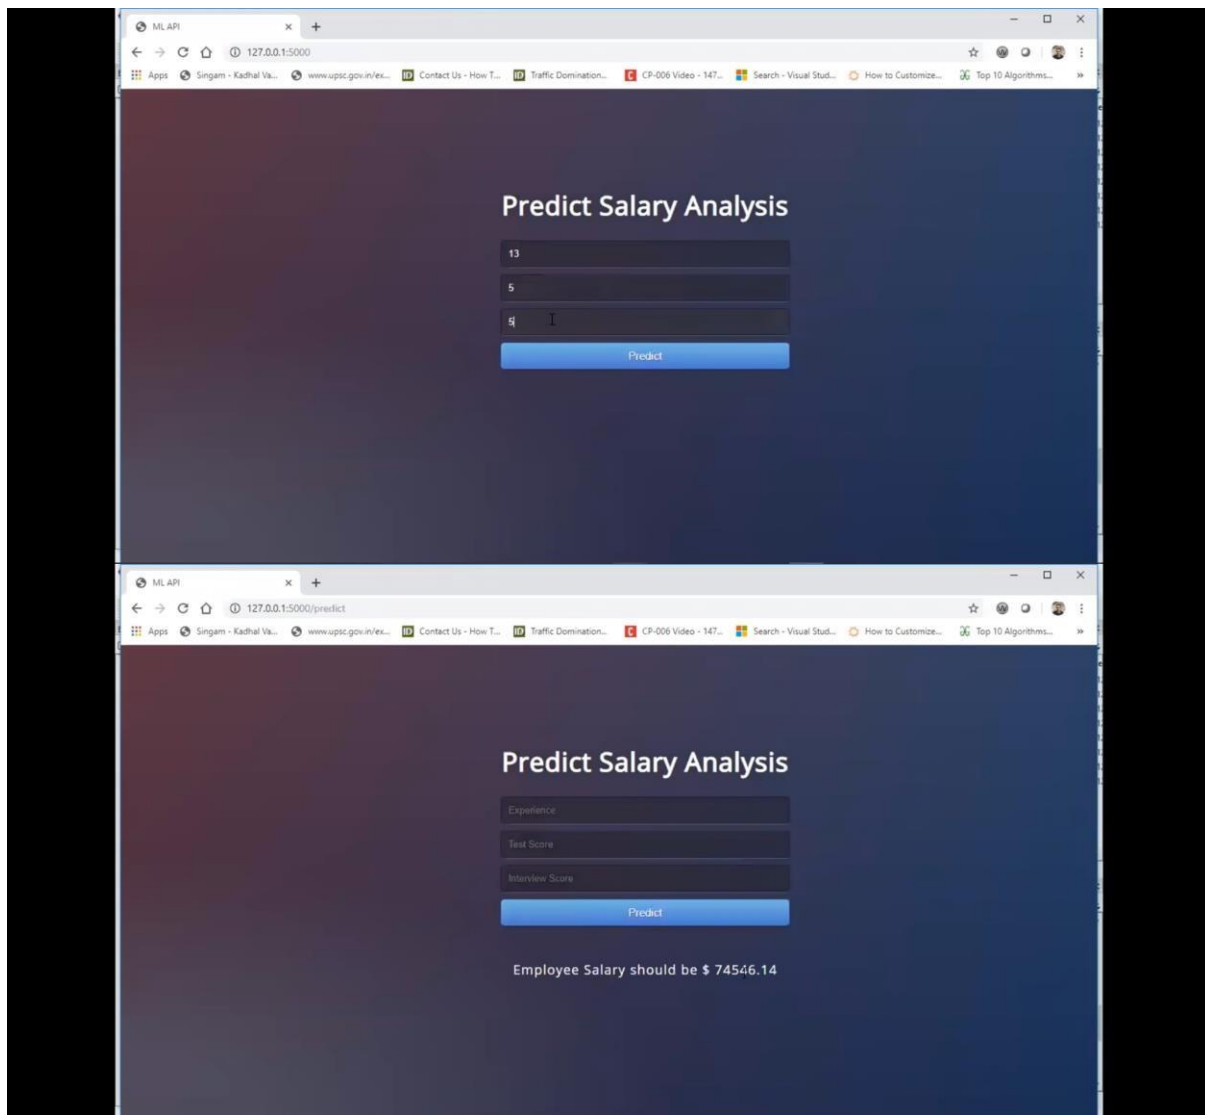 ML API
127.0.0.1:5000
Apps Singam - Kadhal Va... www.upsc.gov.in/ex... Contact Us - How T... Traffic Domination... CP-006 Video - 147... Search - Visual Stud... How to Customize... Top 10 Algorithms... »
Predict Salary Analysis
13
5
5
Predict
ML API
127.0.0.1:5000/predict
Apps Singam - Kadhal Va... www.upsc.gov.in/ex... Contact Us - How T... Traffic Domination... CP-006 Video - 147... Search - Visual Stud... How to Customize... Top 10 Algorithms... »
Predict Salary Analysis
Experience
Test Score
Interview Score
Predict
Employee Salary should be $ 74546.14